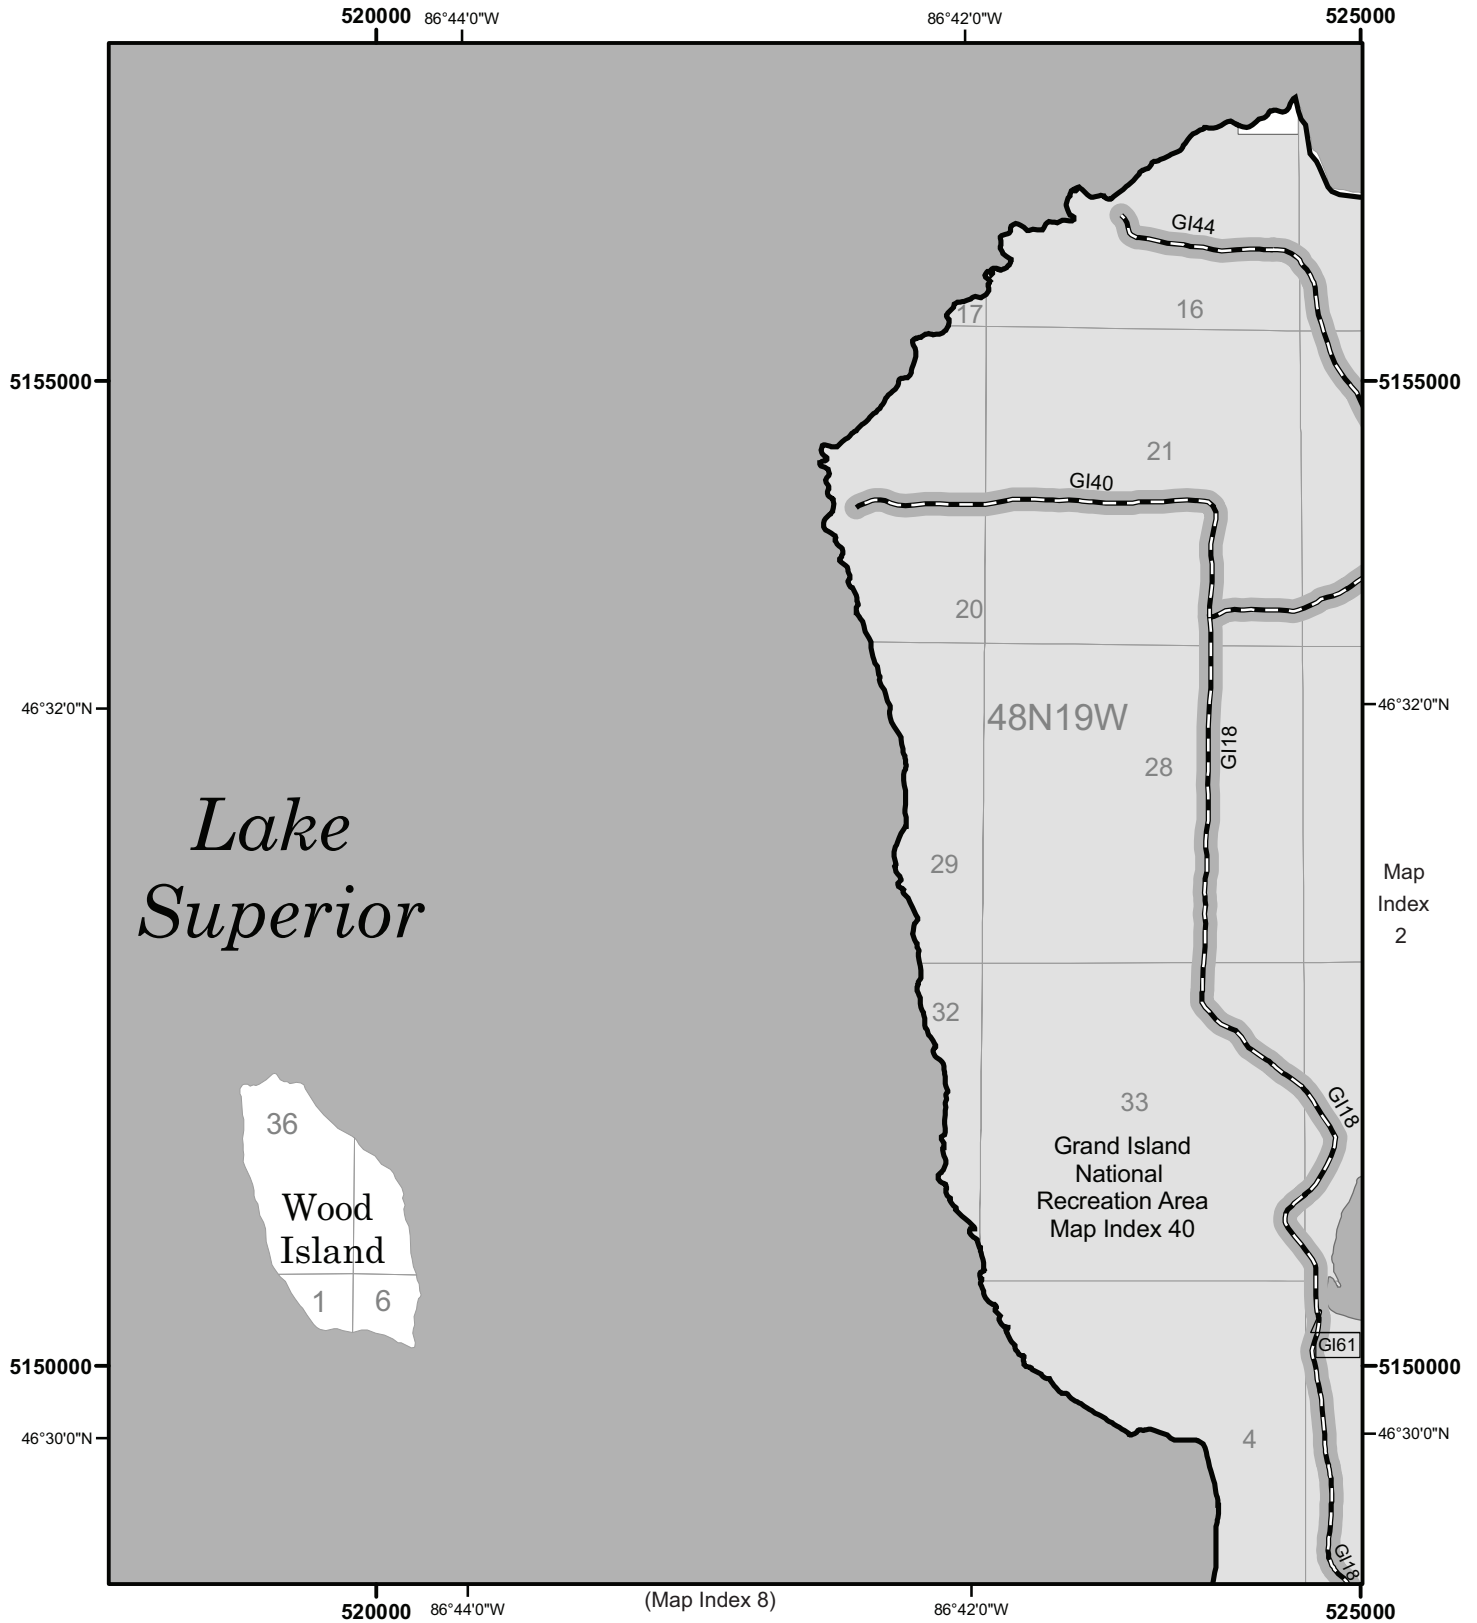 520000 86°44'0"W 86°42'0"W 525000
GI44
17
16
5155000 5155000
21
GI40
20
46°32'0"N 46°32'0"N
48N19W
GI18
28
Lake
Superior
29
Map
Index
2
32
36
33
GI18
Grand Island
National
Recreation Area
Map Index 40
Wood
Island
1 6
GI61
5150000 5150000
46°30'0"N 46°30'0"N
4
GI18
520000 86°44'0"W (Map Index 8) 86°42'0"W 525000